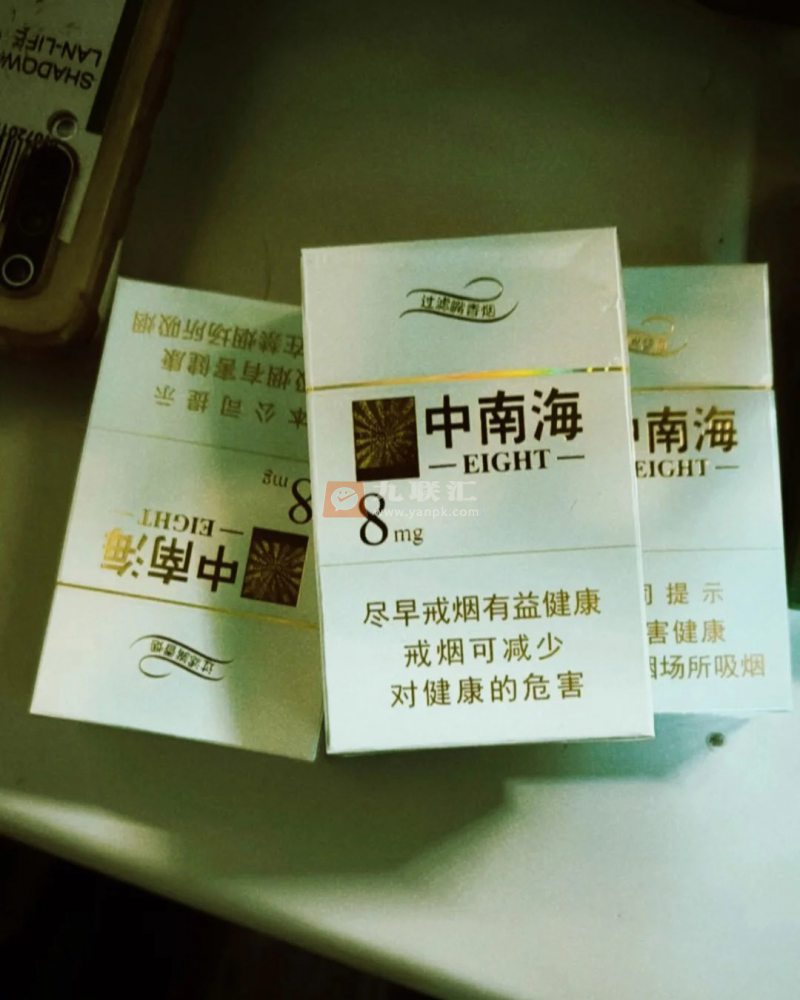 SHADQW
LAN-LIFE
过滤嘴香烟
中南海
EIGHT
8mg
尽早戒烟有益健康
戒烟可减少
对健康的危害
九联汇
www.yanpk.com
本公司提示
吸烟有害健康
在禁烟场所吸烟
8mg
中南海
EIGHT
过滤嘴香烟
中南海
EIGHT
司提示
害健康
烟场所吸烟